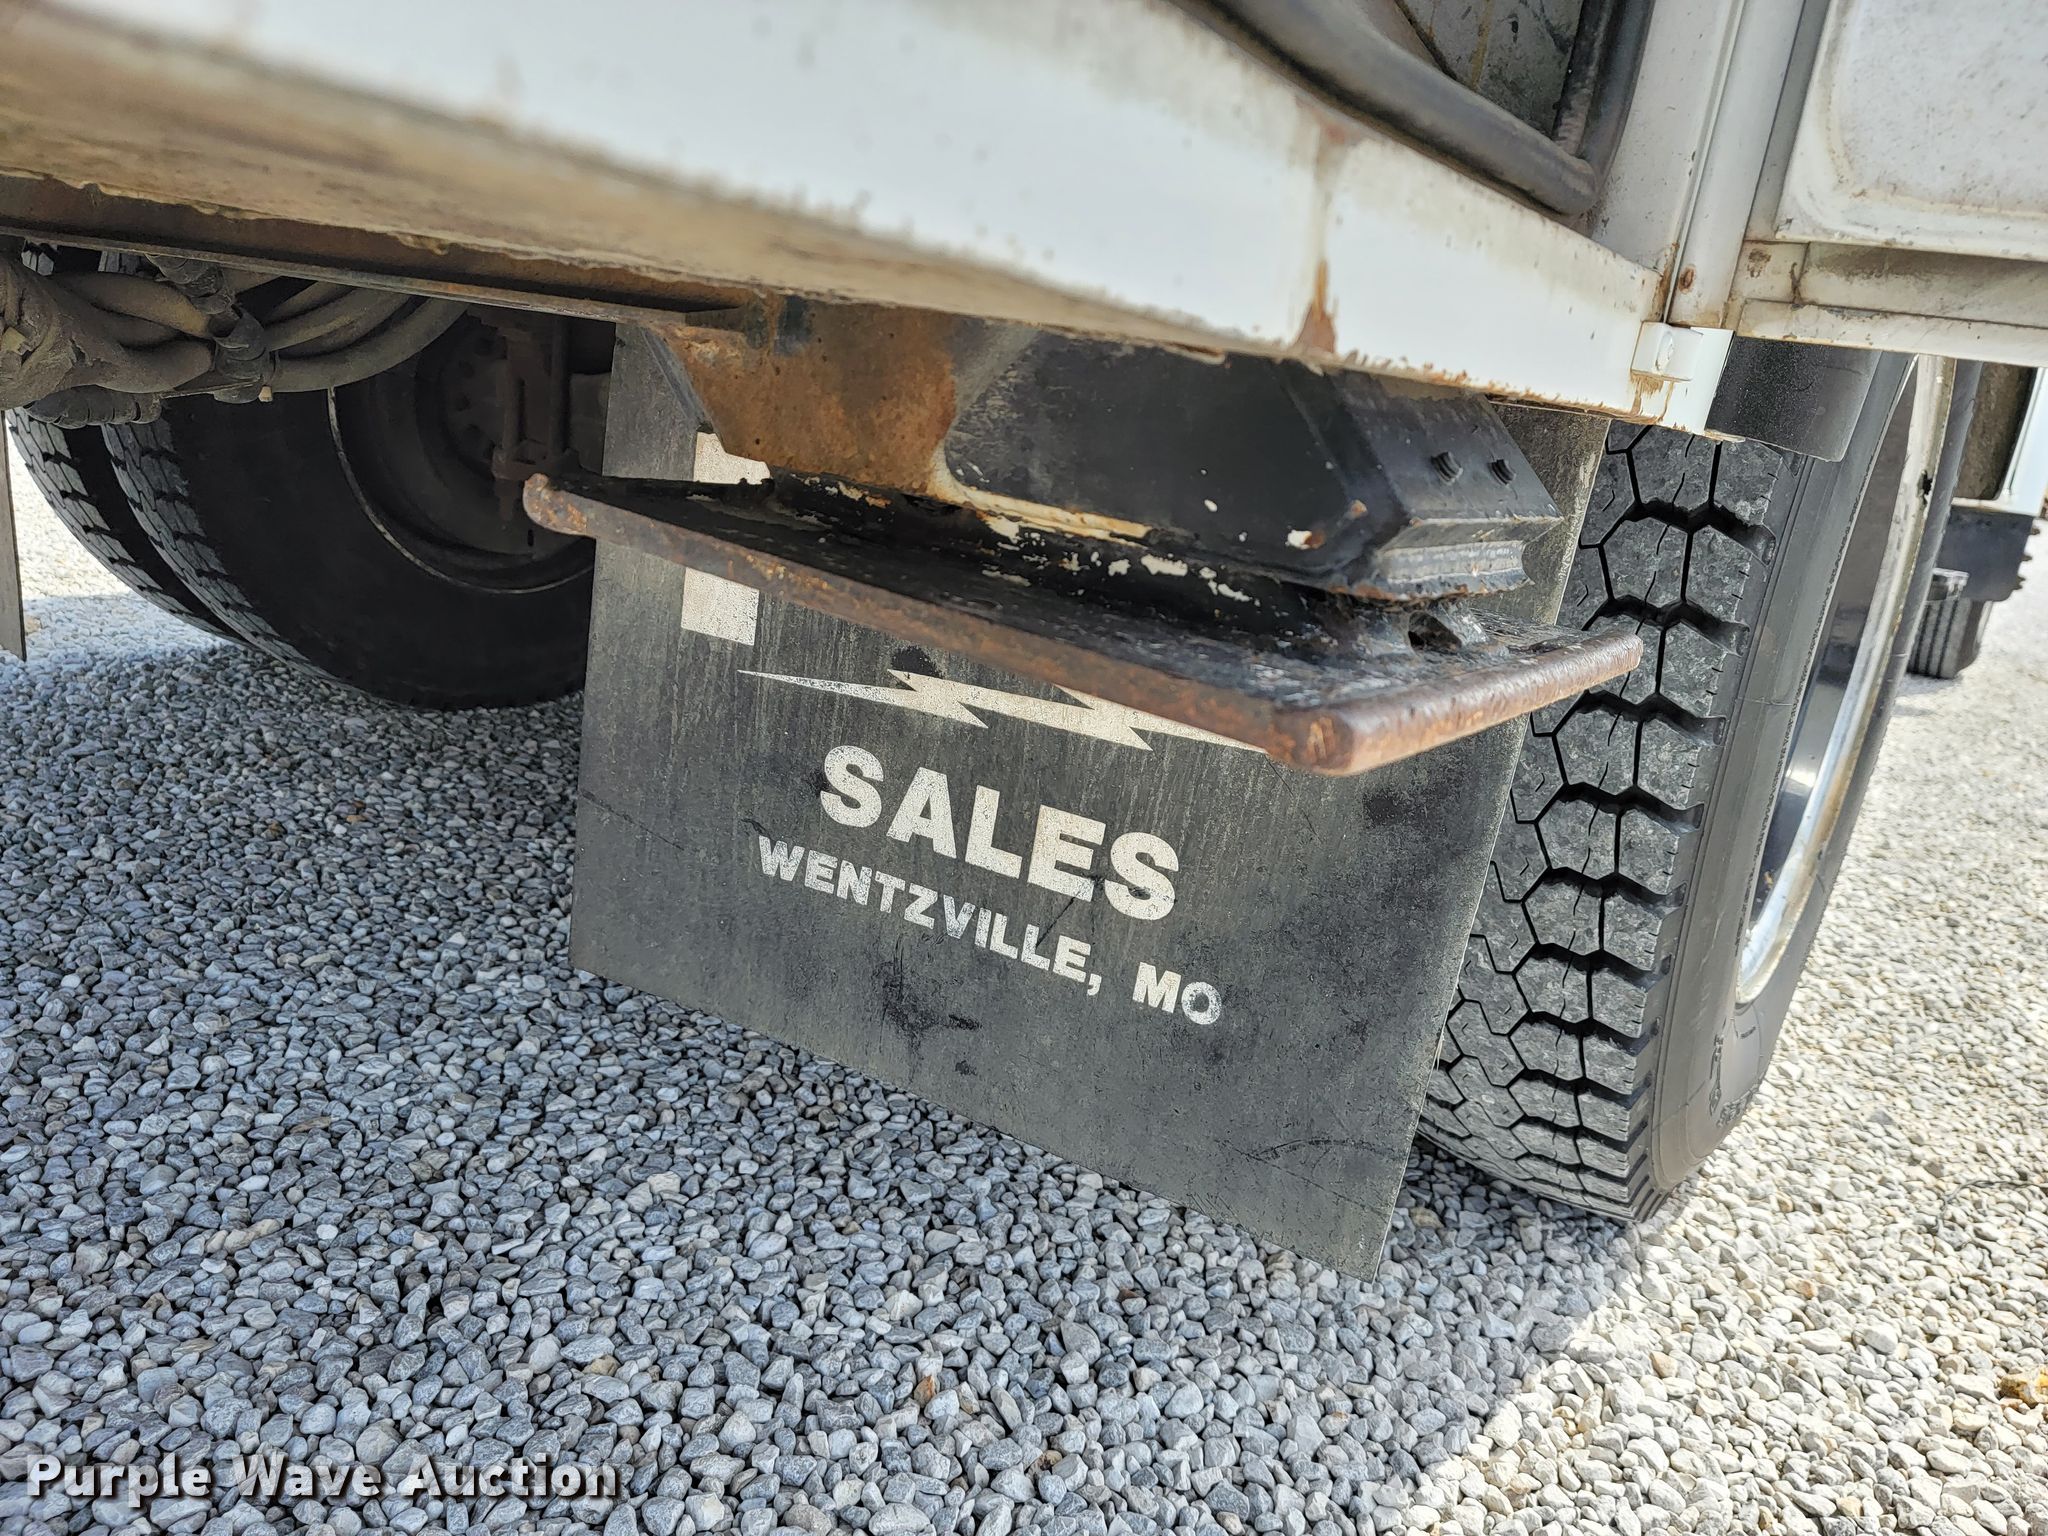 SALES
WENTZVILLE, MO
Purple Wave Auction